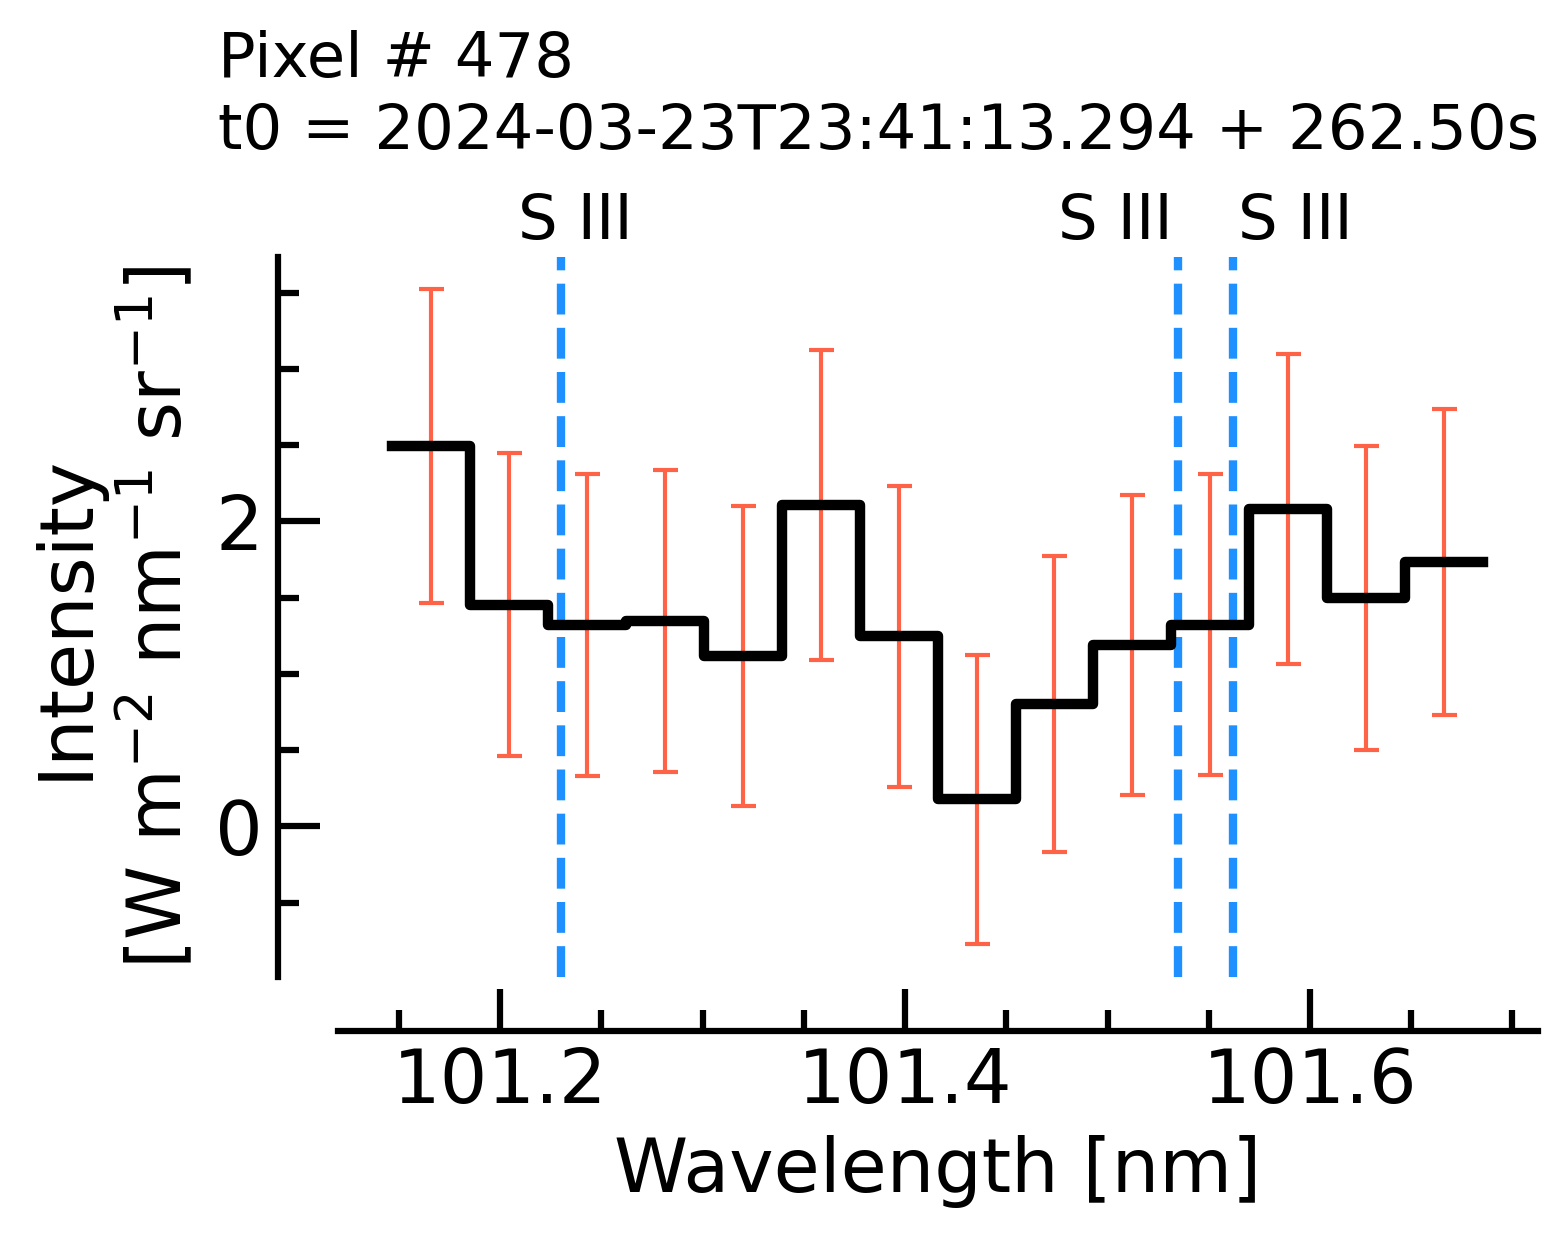 Pixel # 478
t0 = 2024-03-23T23:41:13.294 + 262.50s
S III S III S III
Intensity
[W m⁻² nm⁻¹ sr⁻¹]
2
0
101.2 101.4 101.6
Wavelength [nm]